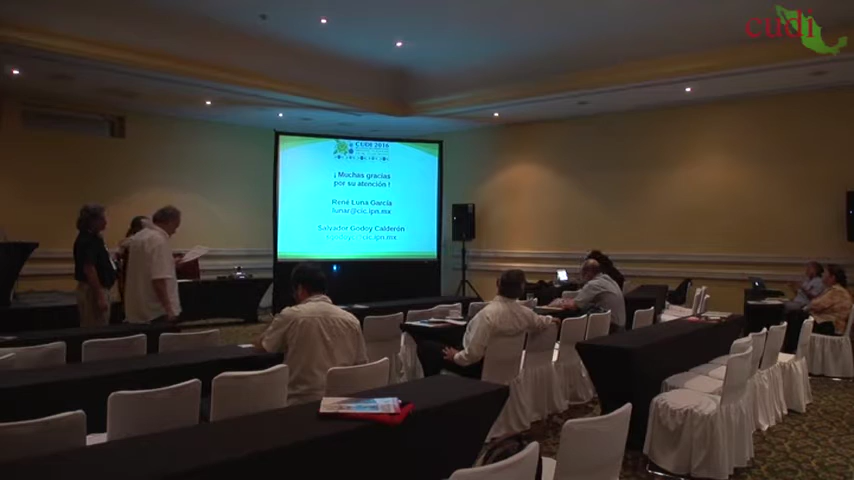 cudi
CUDI 2016
¡ Muchas gracias
por su atención !
René Luna García
lunar@cic.ipn.mx
Salvador Godoy Calderón